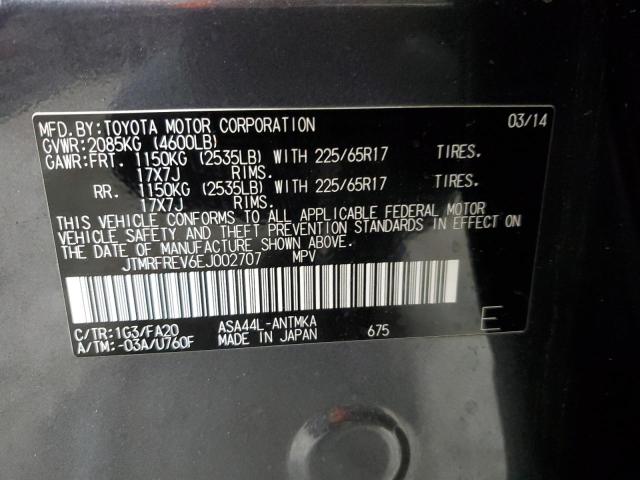 MFD. BY: TOYOTA MOTOR CORPORATION 03/14
GVWR: 2085KG (4600LB)
GAWR: FRT. 1150KG (2535LB) WITH 225/65R17 TIRES.
17X7J RIMS.
RR. 1150KG (2535LB) WITH 225/65R17 TIRES.
17X7J RIMS.
THIS VEHICLE CONFORMS TO ALL APPLICABLE FEDERAL MOTOR
VEHICLE SAFETY AND THEFT PREVENTION STANDARDS IN EFFECT ON
THE DATE OF MANUFACTURE SHOWN ABOVE.
JTMRFREV6EJ002707 MPV
C/TR: 1G3/FA20 ASA44L-ANTMKA
A/TM: -03A/U760F MADE IN JAPAN 675 E